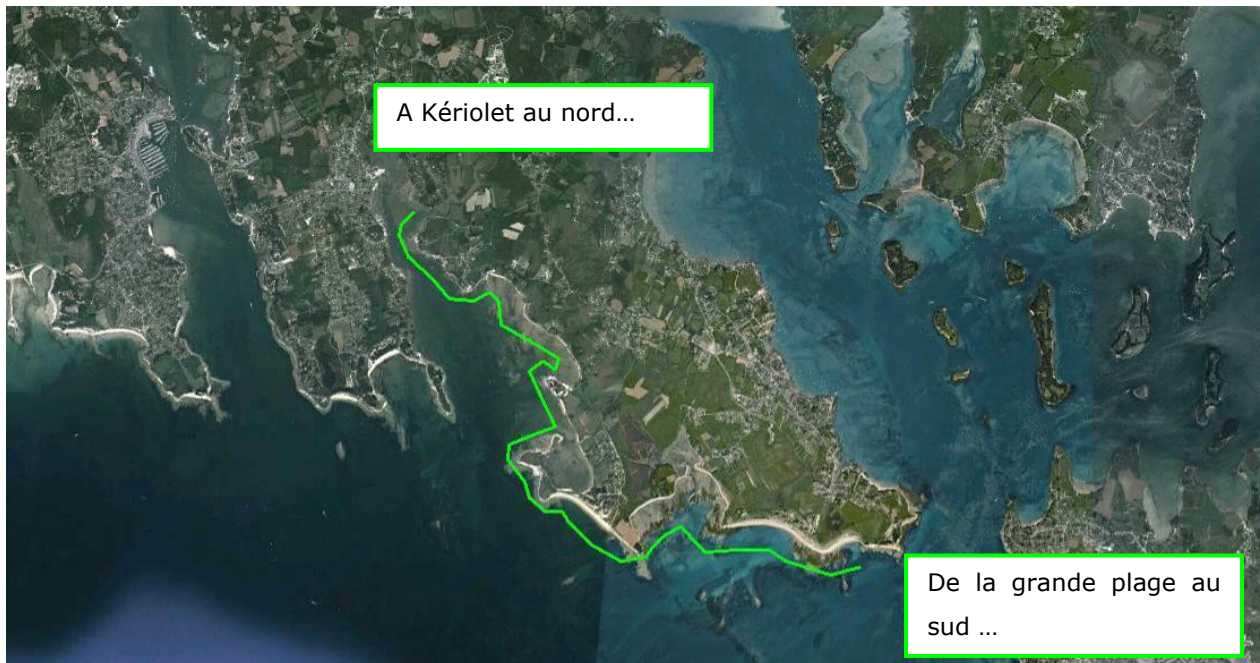 A Kériolet au nord…
De la grande plage au
sud …